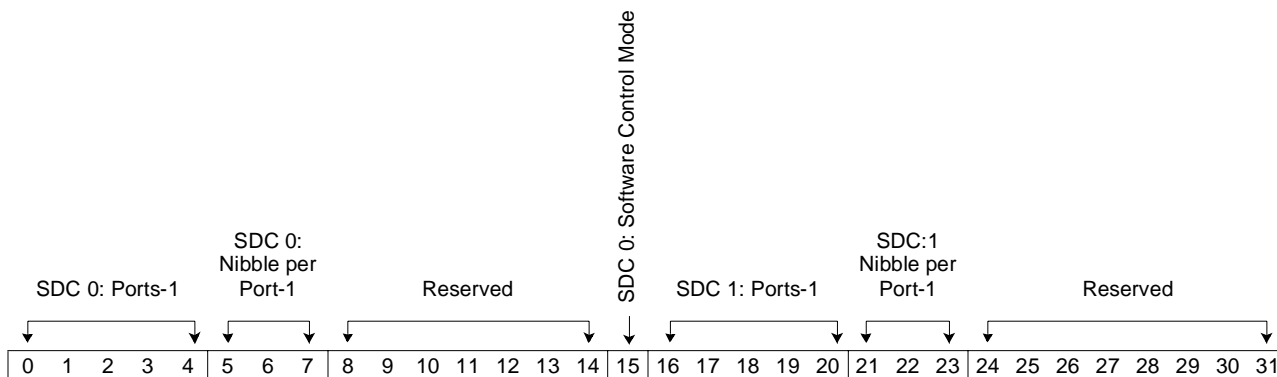 SDC 0: Software Control Mode
SDC 0:
Nibble per
Port-1
SDC:1
Nibble per
Port-1
SDC 0: Ports-1
Reserved
SDC 1: Ports-1
Reserved
0 1 2 3 4 5 6 7 8 9 10 11 12 13 14 15 16 17 18 19 20 21 22 23 24 25 26 27 28 29 30 31